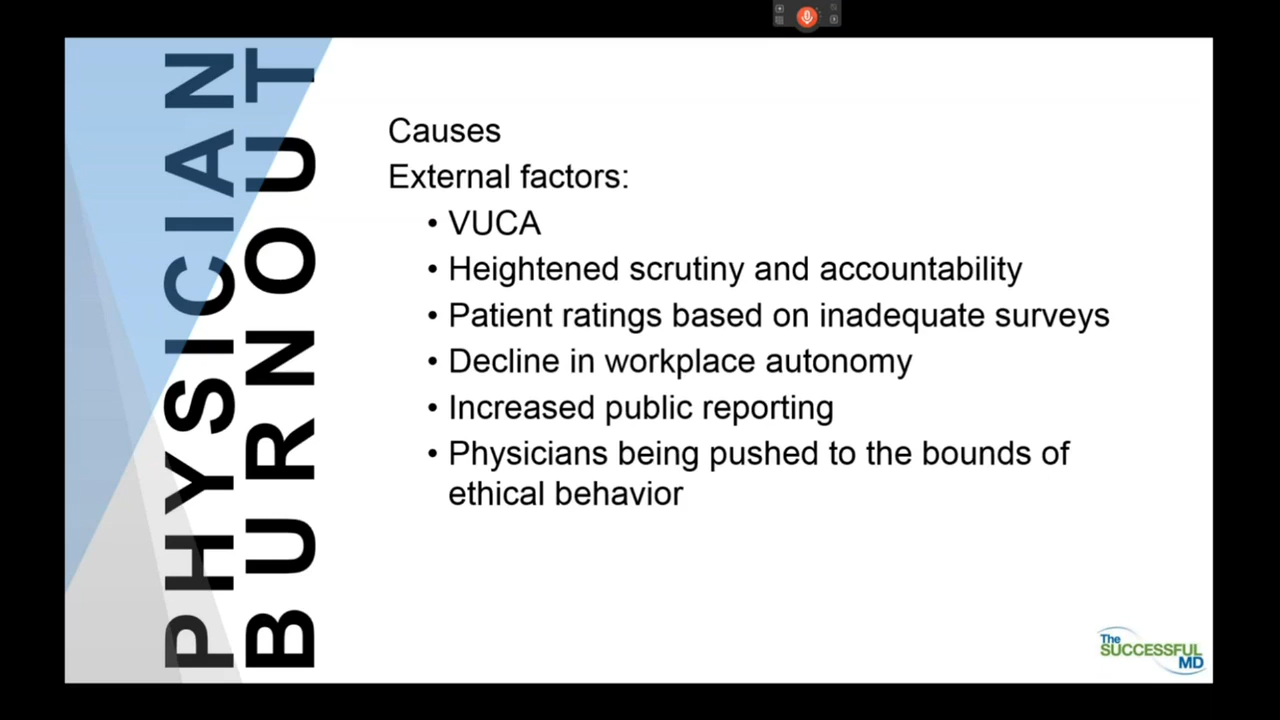 PHYSICIAN
BURNOUT
Causes
External factors:
• VUCA
• Heightened scrutiny and accountability
• Patient ratings based on inadequate surveys
• Decline in workplace autonomy
• Increased public reporting
• Physicians being pushed to the bounds of
ethical behavior
The
SUCCESSFUL
MD